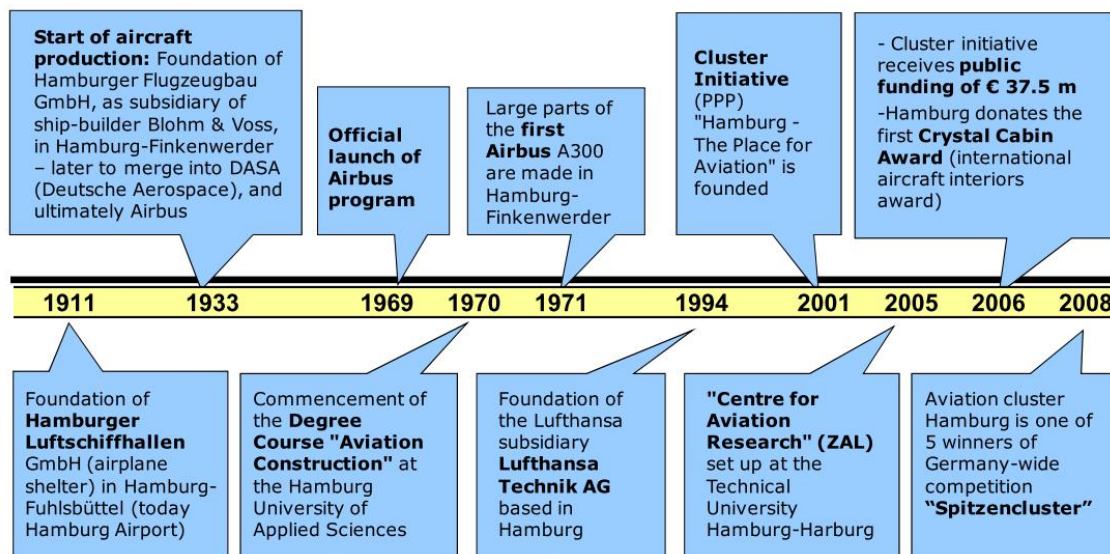 Start of aircraft
production: Foundation of
Hamburger Flugzeugbau
GmbH, as subsidiary of
ship-builder Blohm & Voss,
in Hamburg-Finkenwerder
– later to merge into DASA
(Deutsche Aerospace), and
ultimately Airbus
Official
launch of
Airbus
program
Large parts of
the first
Airbus A300
are made in
Hamburg-
Finkenwerder
Cluster
Initiative
(PPP)
"Hamburg -
The Place for
Aviation" is
founded
- Cluster initiative
receives public
funding of € 37.5 m
-Hamburg donates the
first Crystal Cabin
Award (international
aircraft interiors
award)
1911 1933 1969 1970 1971 1994 2001 2005 2006 2008
Foundation of
Hamburger
Luftschiffhallen
GmbH (airplane
shelter) in Hamburg-
Fuhlsbüttel (today
Hamburg Airport)
Commencement of
the Degree
Course "Aviation
Construction" at
the Hamburg
University of
Applied Sciences
Foundation of
the Lufthansa
subsidiary
Lufthansa
Technik AG
based in
Hamburg
"Centre for
Aviation
Research" (ZAL)
set up at the
Technical
University
Hamburg-Harburg
Aviation cluster
Hamburg is one of
5 winners of
Germany-wide
competition
“Spitzencluster”